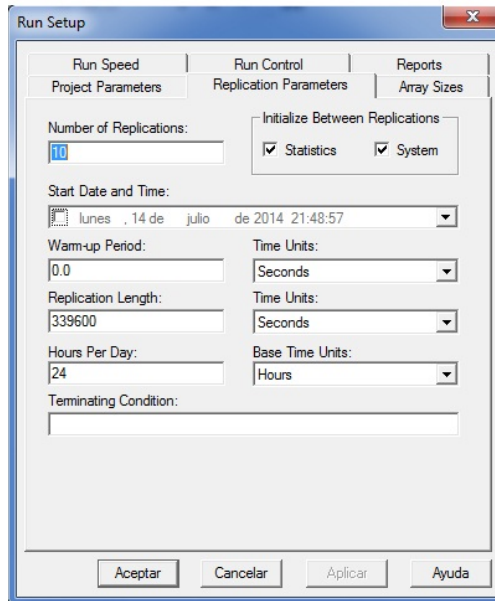 Run Setup
Run Speed Run Control Reports
Project Parameters Replication Parameters Array Sizes
Number of Replications: Initialize Between Replications
10 Statistics System
Start Date and Time:
lunes , 14 de julio de 2014 21:48:57
Warm-up Period: Time Units:
0.0 Seconds
Replication Length: Time Units:
339600 Seconds
Hours Per Day: Base Time Units:
24 Hours
Terminating Condition:
Aceptar Cancelar Aplicar Ayuda